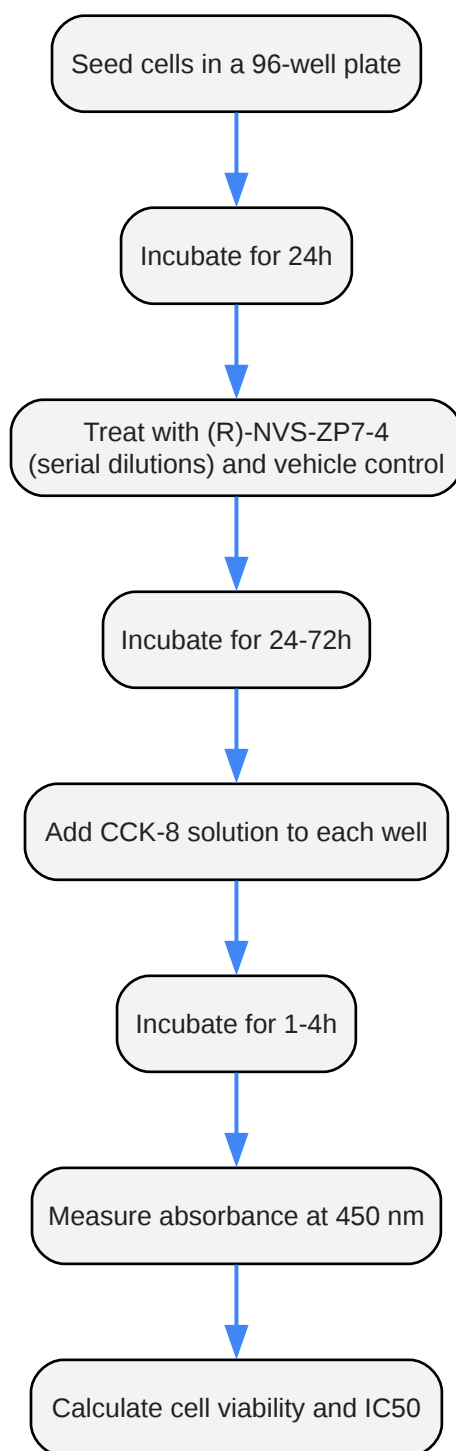 Seed cells in a 96-well plate
Incubate for 24h
Treat with (R)-NVS-ZP7-4
(serial dilutions) and vehicle control
Incubate for 24-72h
Add CCK-8 solution to each well
Incubate for 1-4h
Measure absorbance at 450 nm
Calculate cell viability and IC50